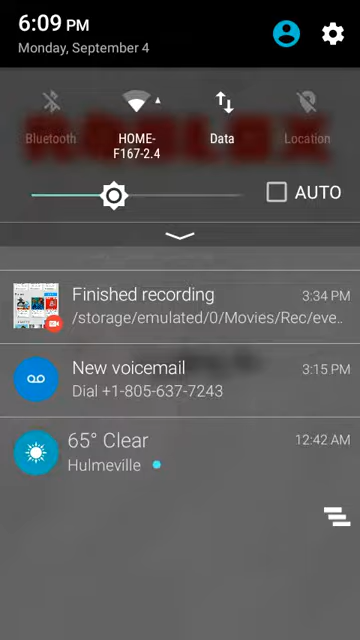 6:09 PM
Monday, September 4
Bluetooth
HOME-
F167-2.4
Data
Location
AUTO
Finished recording
3:34 PM
/storage/emulated/0/Movies/Rec/eve..
New voicemail
3:15 PM
Dial +1-805-637-7243
65° Clear
12:42 AM
Hulmeville